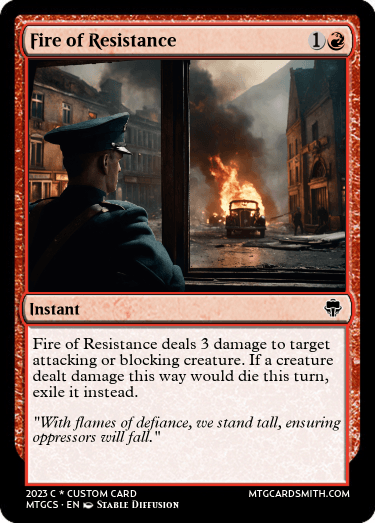 Fire of Resistance 1
Instant
Fire of Resistance deals 3 damage to target
attacking or blocking creature. If a creature
dealt damage this way would die this turn,
exile it instead.
"With flames of defiance, we stand tall, ensuring
oppressors will fall."
2023 C * CUSTOM CARD MTGCARDSMITH.COM
MTGCS · EN Stable Diffusion